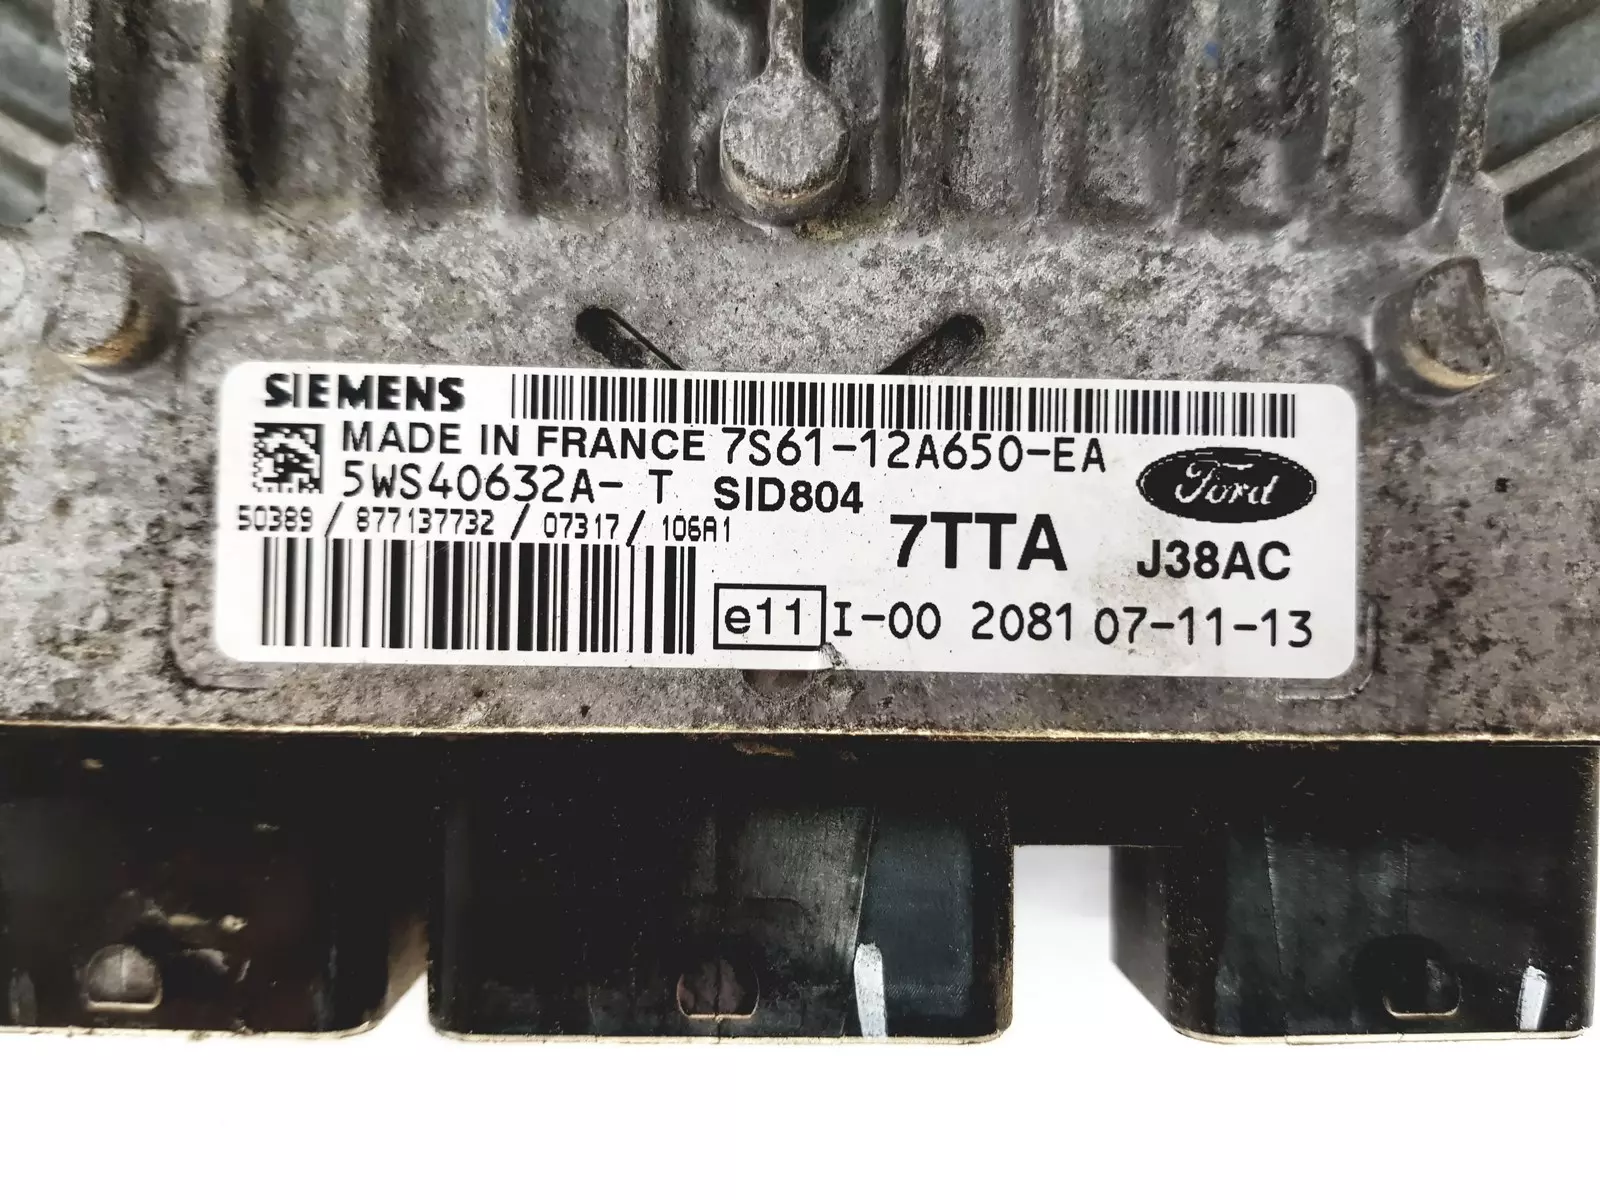 SIEMENS
MADE IN FRANCE 7S61-12A650-EA
5WS40632A- T SID804 Ford
50389 / 877137732 / 07317 / 106A1
7TTA J38AC
e11 I-00 2081 07-11-13